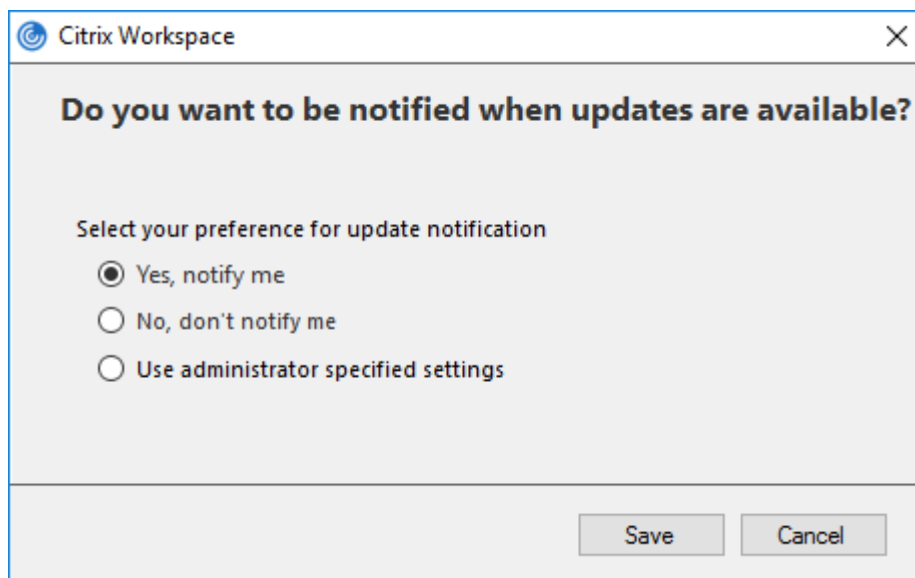 Citrix Workspace
Do you want to be notified when updates are available?
Select your preference for update notification
Yes, notify me
No, don't notify me
Use administrator specified settings
Save Cancel